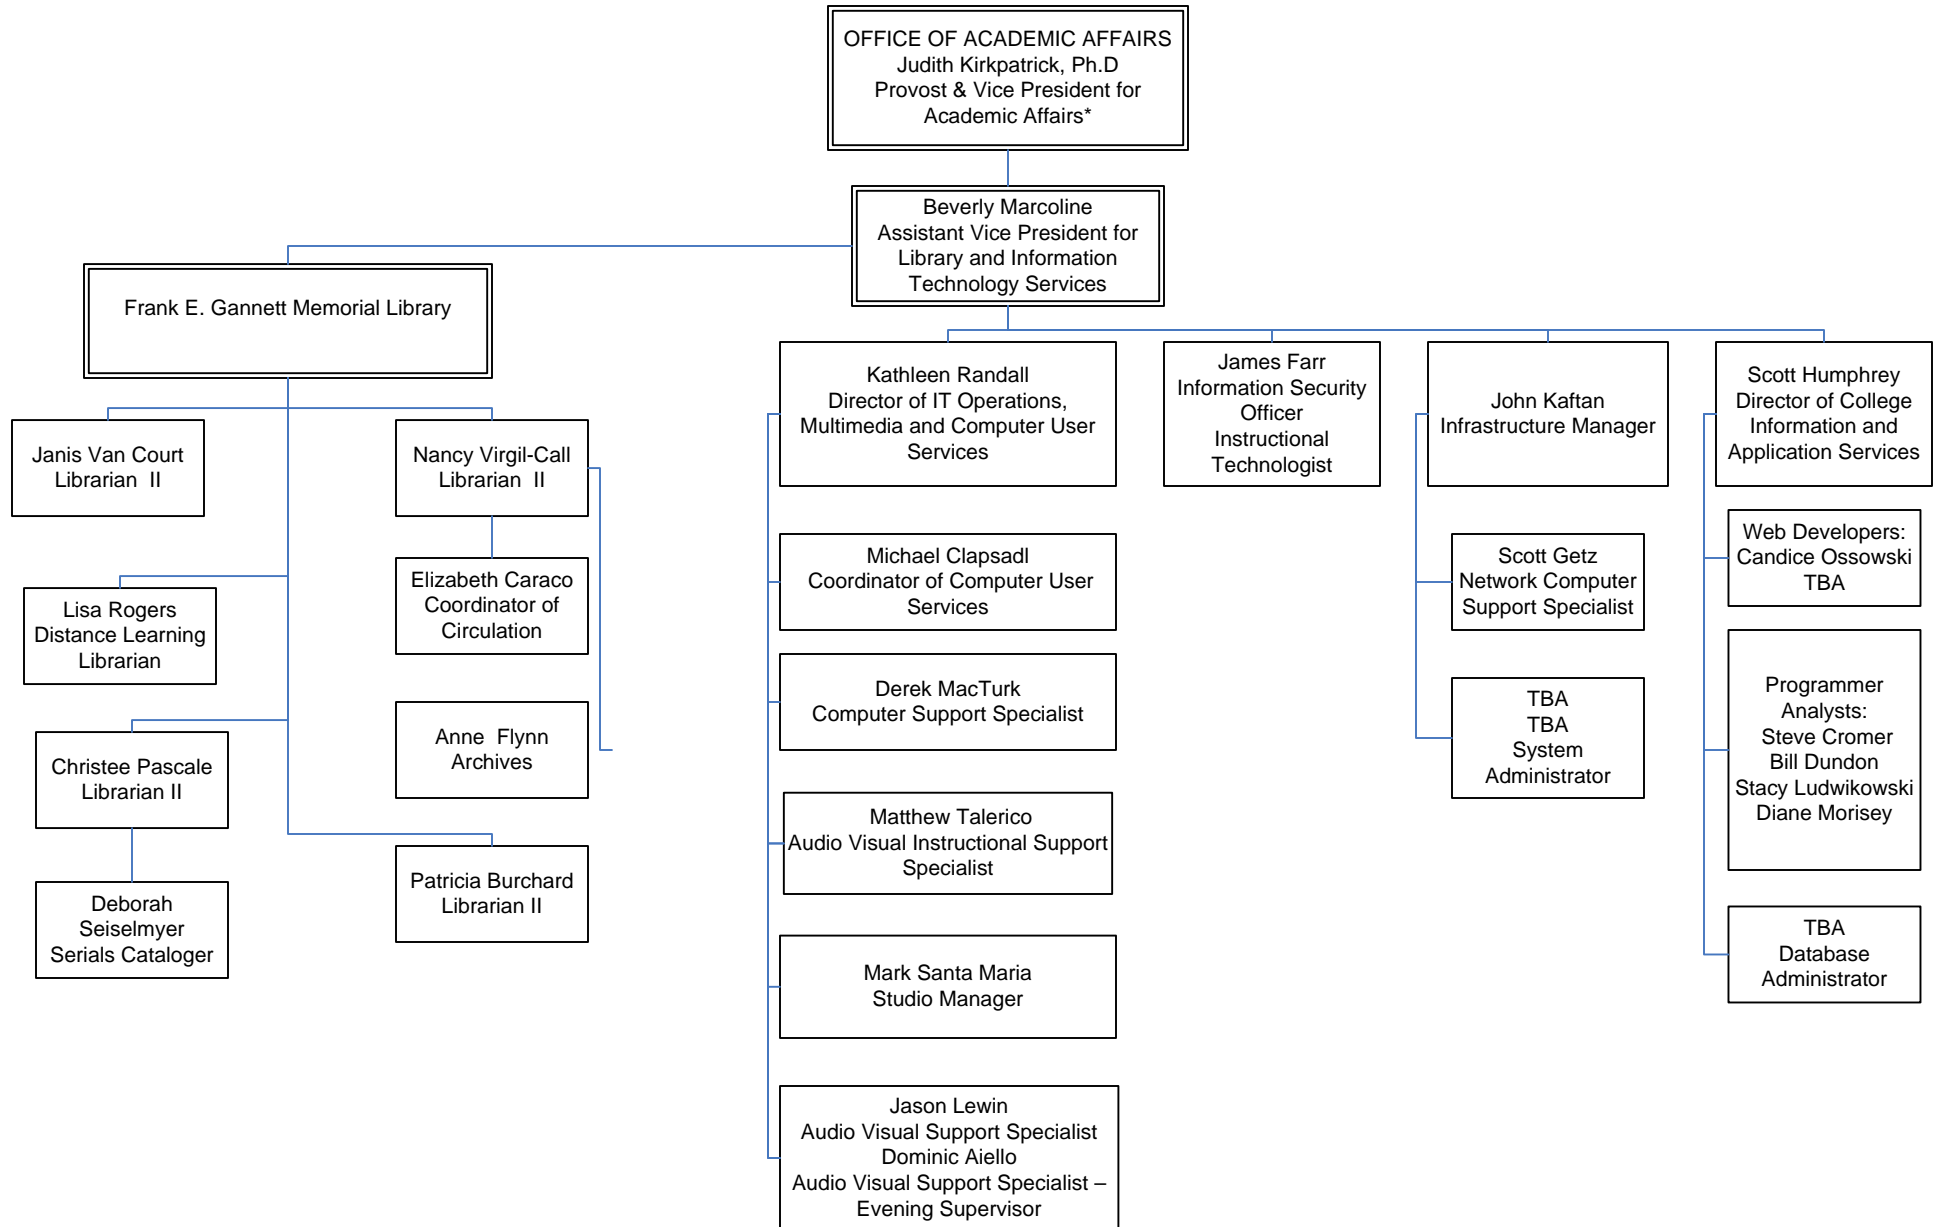 OFFICE OF ACADEMIC AFFAIRS
Judith Kirkpatrick, Ph.D
Provost & Vice President for
Academic Affairs*
Beverly Marcoline
Assistant Vice President for
Library and Information
Technology Services
Frank E. Gannett Memorial Library
Janis Van Court
Librarian II
Nancy Virgil-Call
Librarian II
Elizabeth Caraco
Coordinator of
Circulation
Lisa Rogers
Distance Learning
Librarian
Anne Flynn
Archives
Christee Pascale
Librarian II
Patricia Burchard
Librarian II
Deborah
Seiselmyer
Serials Cataloger
Kathleen Randall
Director of IT Operations,
Multimedia and Computer User
Services
Michael Clapsadl
Coordinator of Computer User
Services
Derek MacTurk
Computer Support Specialist
Matthew Talerico
Audio Visual Instructional Support
Specialist
Mark Santa Maria
Studio Manager
Jason Lewin
Audio Visual Support Specialist
Dominic Aiello
Audio Visual Support Specialist –
Evening Supervisor
James Farr
Information Security
Officer
Instructional
Technologist
John Kaftan
Infrastructure Manager
Scott Getz
Network Computer
Support Specialist
TBA
TBA
System
Administrator
Scott Humphrey
Director of College
Information and
Application Services
Web Developers:
Candice Ossowski
TBA
Programmer
Analysts:
Steve Cromer
Bill Dundon
Stacy Ludwikowski
Diane Morisey
TBA
Database
Administrator